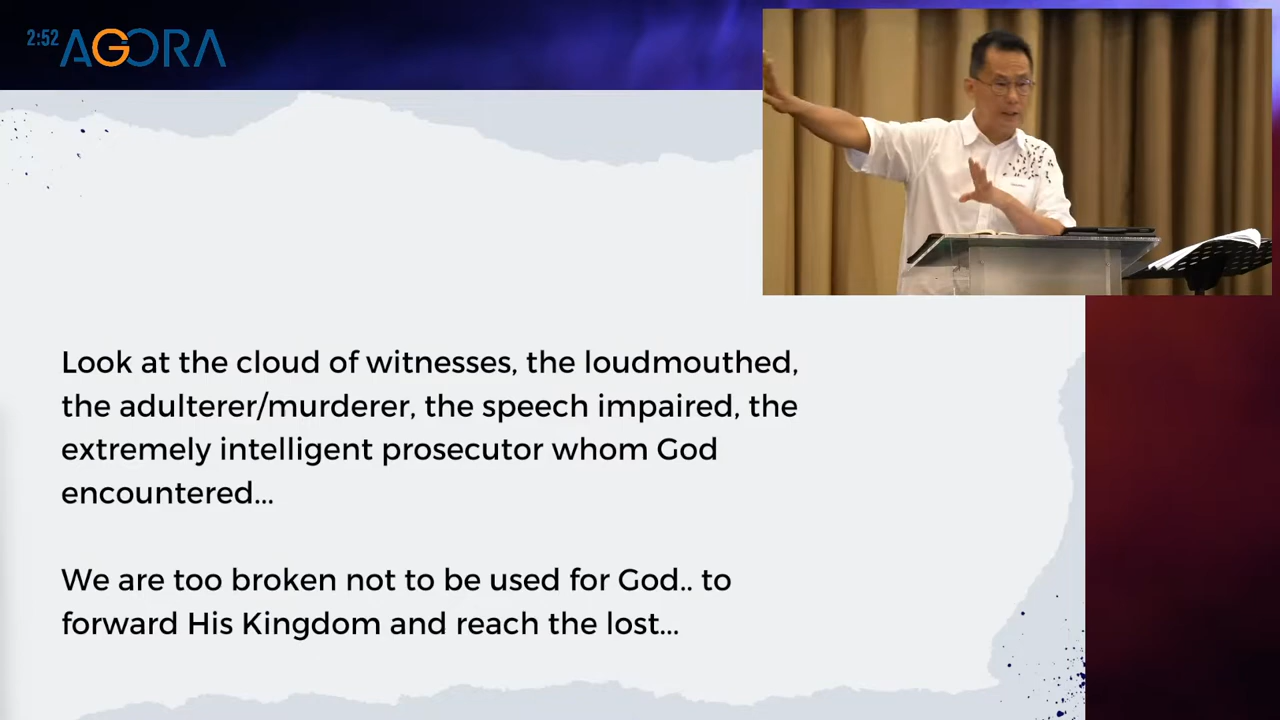 2:52 AGORA
Look at the cloud of witnesses, the loudmouthed,
the adulterer/murderer, the speech impaired, the
extremely intelligent prosecutor whom God
encountered...
We are too broken not to be used for God.. to
forward His Kingdom and reach the lost...